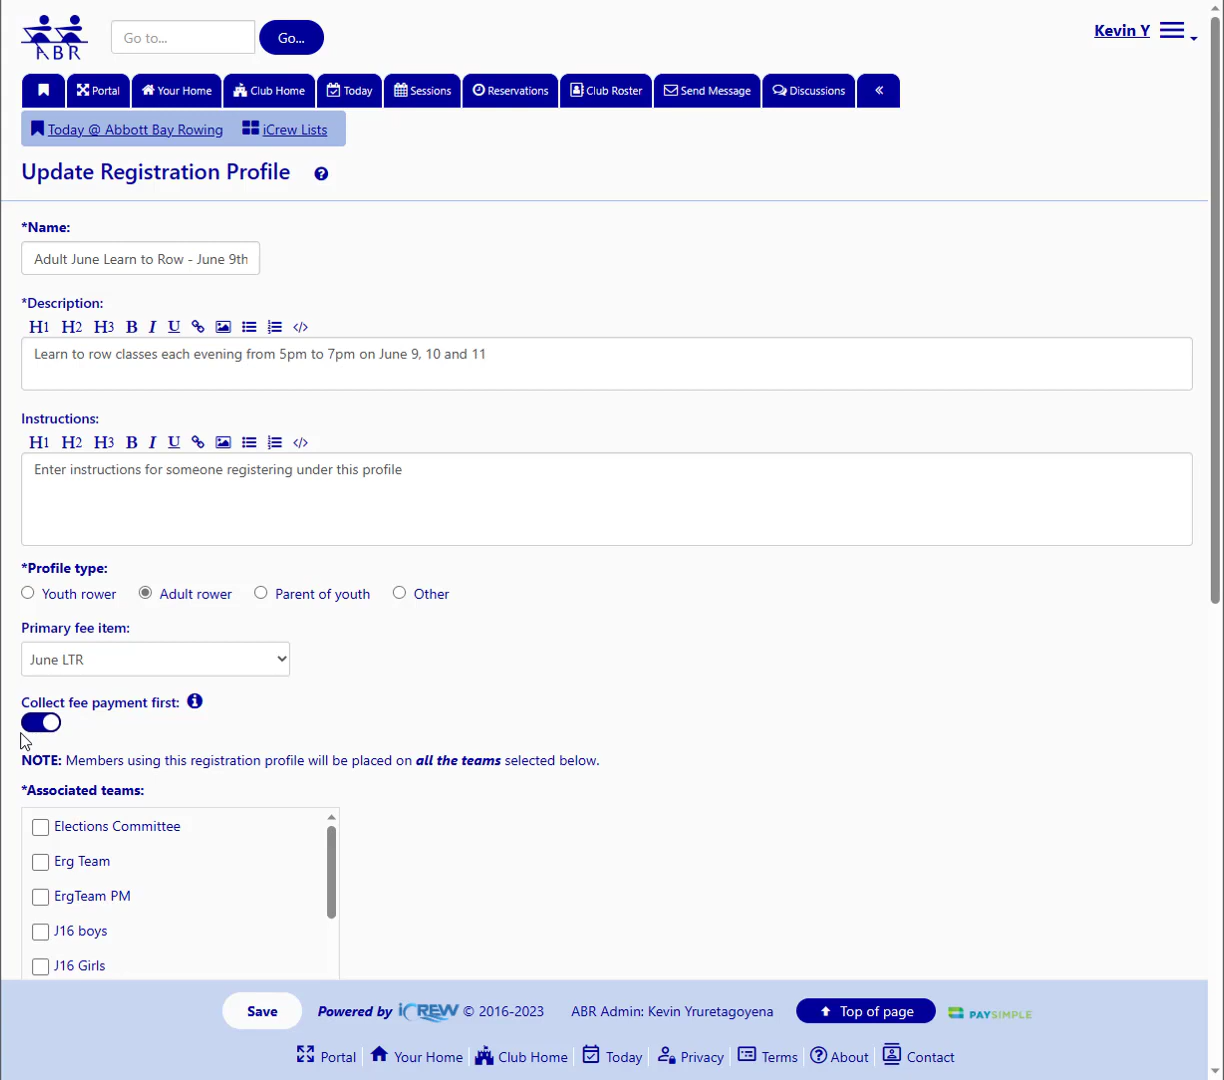 ABR
Go to...
Go...
Kevin Y
Portal
Your Home
Club Home
Today
Sessions
Reservations
Club Roster
Send Message
Discussions
«
Today @ Abbott Bay Rowing
iCrew Lists
Update Registration Profile
*Name:
Adult June Learn to Row - June 9th
*Description:
H1 H2 H3 B I U </>
Learn to row classes each evening from 5pm to 7pm on June 9, 10 and 11
Instructions:
H1 H2 H3 B I U </>
Enter instructions for someone registering under this profile
*Profile type:
Youth rower Adult rower Parent of youth Other
Primary fee item:
June LTR
Collect fee payment first:
NOTE: Members using this registration profile will be placed on all the teams selected below.
*Associated teams:
Elections Committee
Erg Team
ErgTeam PM
J16 boys
J16 Girls
Save
Powered by iCREW © 2016-2023
ABR Admin: Kevin Yruretagoyena
Top of page
PAYSIMPLE
Portal
Your Home
Club Home
Today
Privacy
Terms
About
Contact